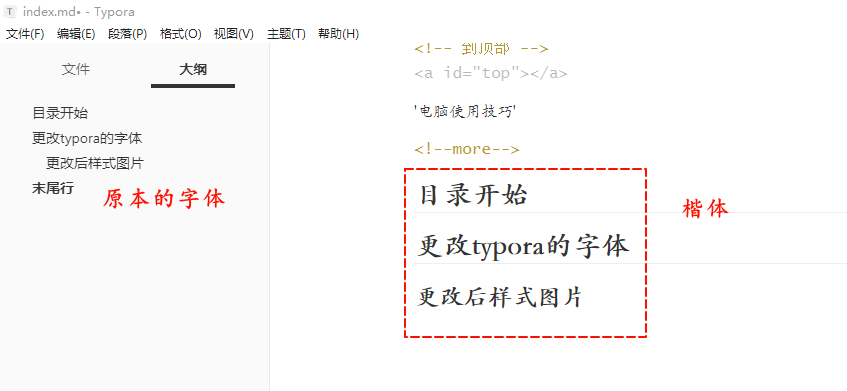 index.md• - Typora
文件(F) 编辑(E) 段落(P) 格式(O) 视图(V) 主题(T) 帮助(H)
文件 大纲
目录开始
更改typora的字体
更改后样式图片
末尾行
原本的字体
<!-- 到顶部 -->
<a id="top"></a>
'电脑使用技巧'
<!--more-->
目录开始
更改typora的字体
更改后样式图片
楷体